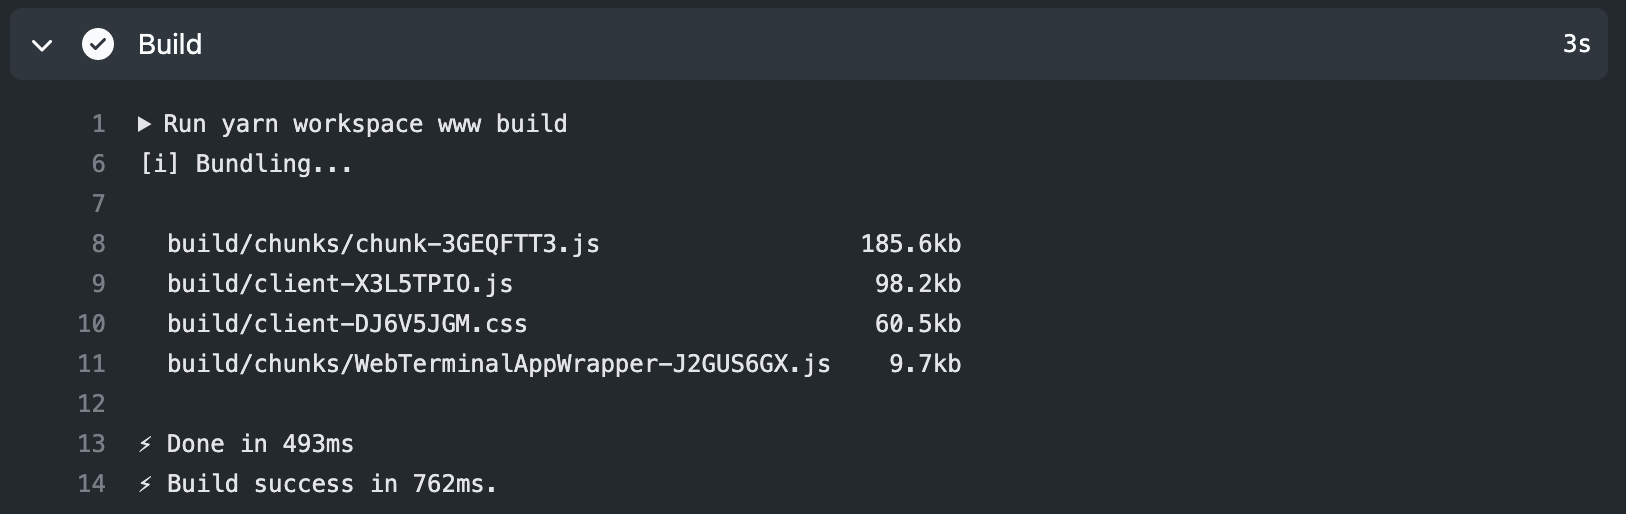 Build 3s
1 ▶ Run yarn workspace www build
6 [i] Bundling...
7
8 build/chunks/chunk-3GEQFTT3.js 185.6kb
9 build/client-X3L5TPIO.js 98.2kb
10 build/client-DJ6V5JGM.css 60.5kb
11 build/chunks/WebTerminalAppWrapper-J2GUS6GX.js 9.7kb
12
13 ⚡ Done in 493ms
14 ⚡ Build success in 762ms.